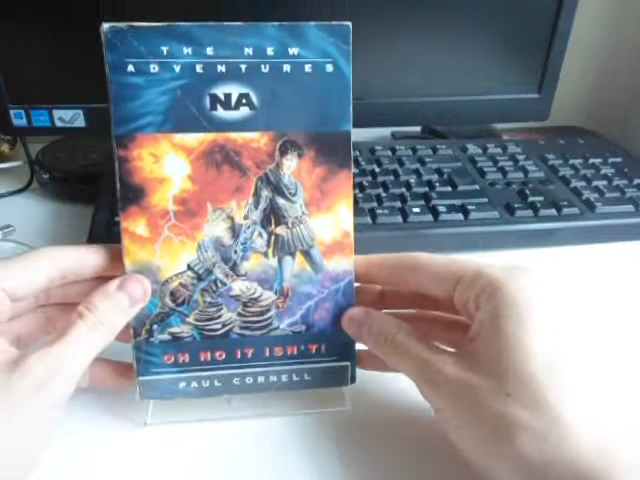 THE NEW
ADVENTURES
NA
OH NO IT ISN'T!
PAUL CORNELL